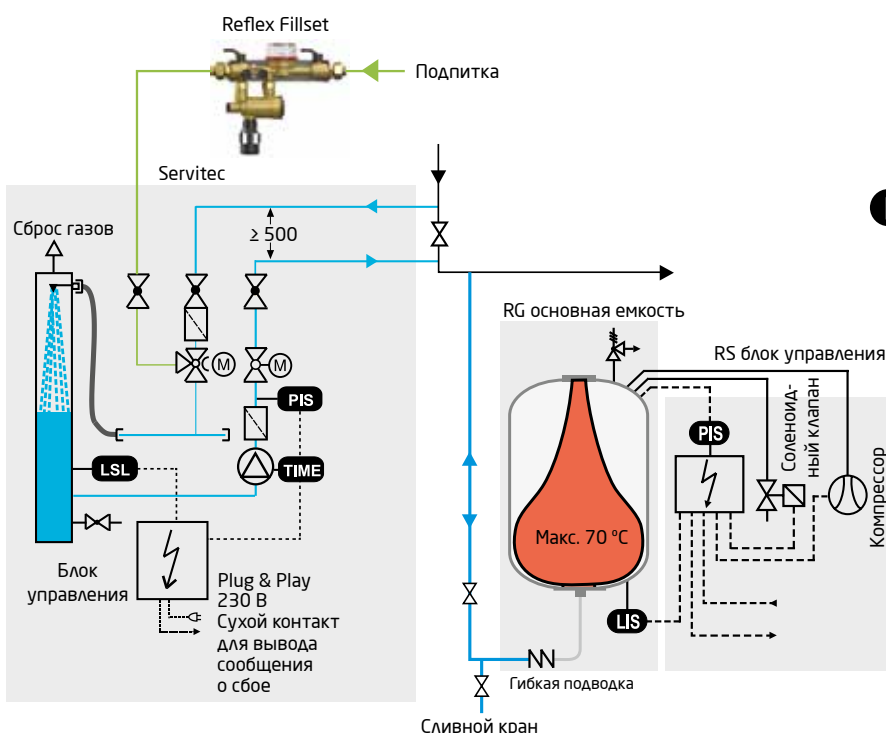 Reflex Fillset
Подпитка
Servitec
Сброс газов
≥ 500
M
M
PIS
LSL
TIME
Блок
управления
Plug & Play
230 В
Сухой контакт
для вывода
сообщения
о сбое
RG основная емкость
RS блок управления
PIS
Соленоид-
ный клапан
Компрессор
Макс. 70 ºC
LIS
Гибкая подводка
Сливной кран